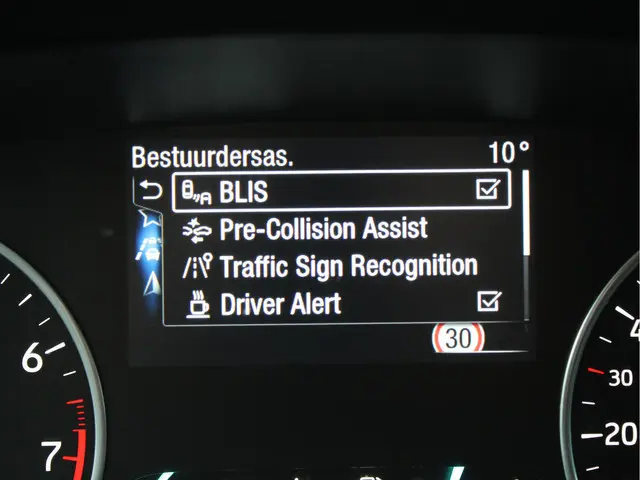 Bestuurdersas. 10°
BLIS
Pre-Collision Assist
Traffic Sign Recognition
Driver Alert
30
6
7
30
20